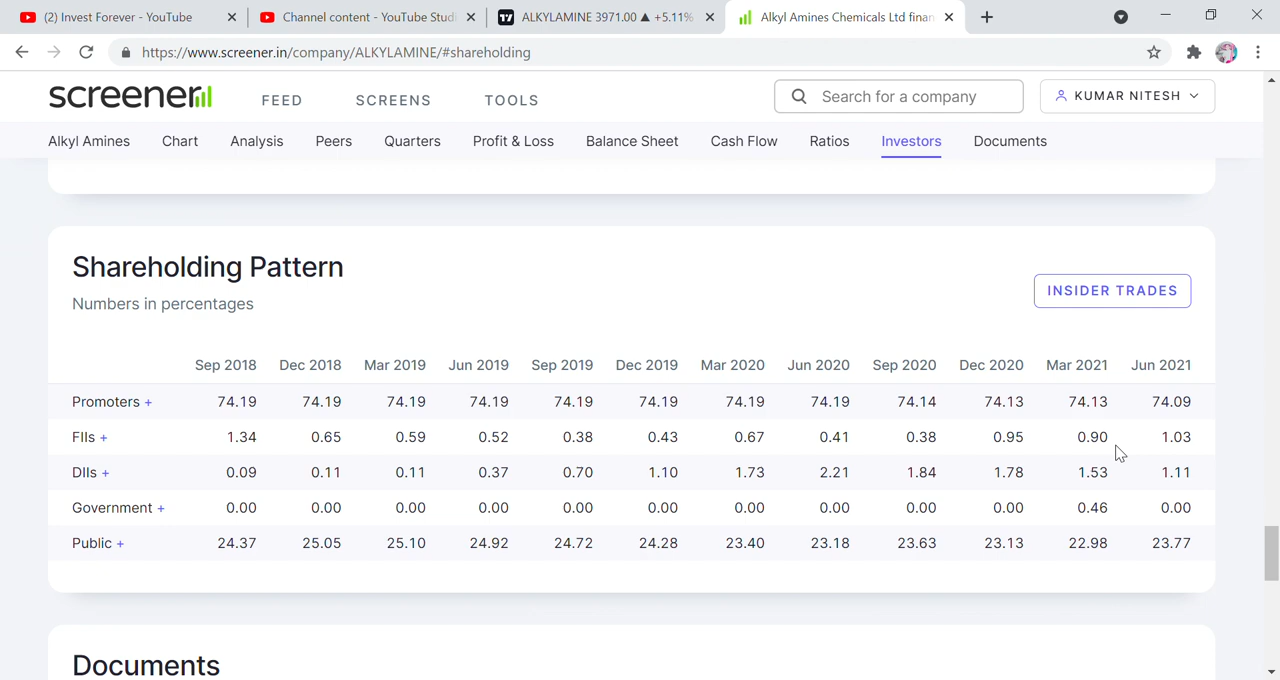 (2) Invest Forever - YouTube
Channel content - YouTube Studi
ALKYLAMINE 3971.00 ▲ +5.11%
Alkyl Amines Chemicals Ltd finan
https://www.screener.in/company/ALKYLAMINE/#shareholding
screener
FEED SCREENS TOOLS
Search for a company
KUMAR NITESH
Alkyl Amines Chart Analysis Peers Quarters Profit & Loss Balance Sheet Cash Flow Ratios Investors Documents
Shareholding Pattern
Numbers in percentages
INSIDER TRADES
Sep 2018 Dec 2018 Mar 2019 Jun 2019 Sep 2019 Dec 2019 Mar 2020 Jun 2020 Sep 2020 Dec 2020 Mar 2021 Jun 2021
Promoters + 74.19 74.19 74.19 74.19 74.19 74.19 74.19 74.19 74.14 74.13 74.13 74.09
FIIs + 1.34 0.65 0.59 0.52 0.38 0.43 0.67 0.41 0.38 0.95 0.90 1.03
DIIs + 0.09 0.11 0.11 0.37 0.70 1.10 1.73 2.21 1.84 1.78 1.53 1.11
Government + 0.00 0.00 0.00 0.00 0.00 0.00 0.00 0.00 0.00 0.00 0.46 0.00
Public + 24.37 25.05 25.10 24.92 24.72 24.28 23.40 23.18 23.63 23.13 22.98 23.77
Documents